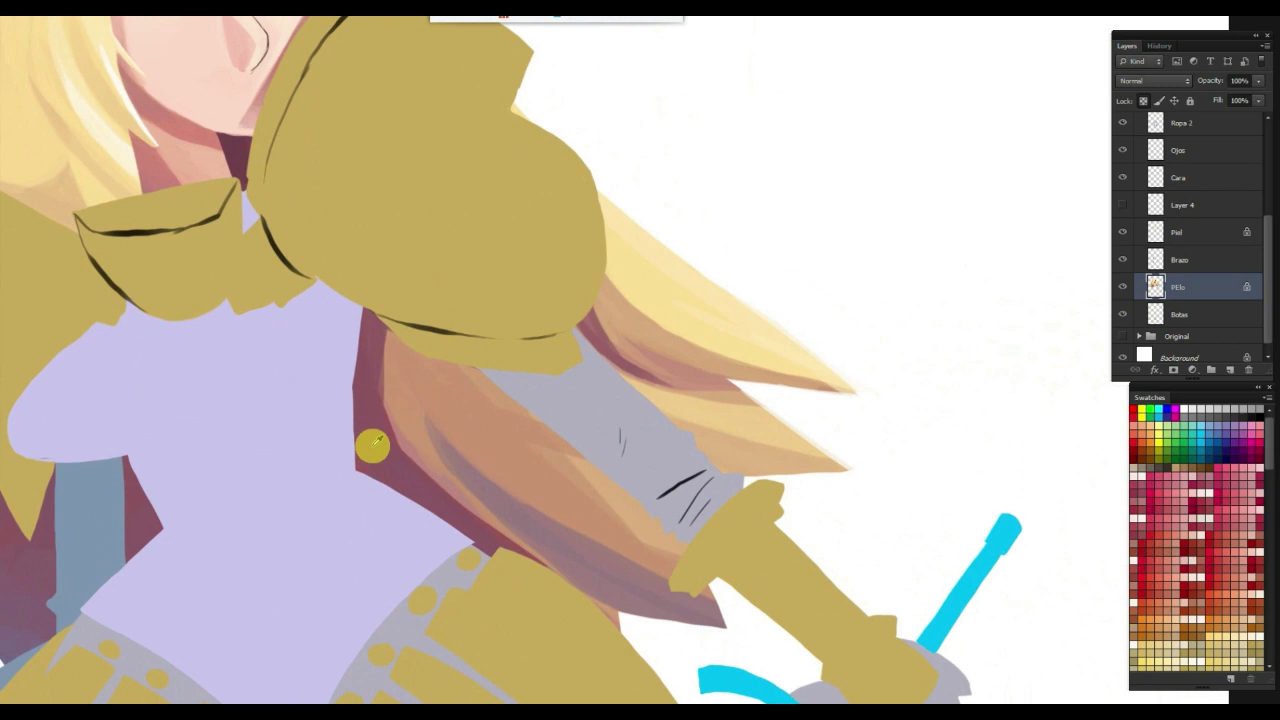 Layers History
Kind
Normal Opacity: 100%
Lock: Fill: 100%
Ropa 2
Ojos
Cara
Layer 4
Piel
Brazo
PElo
Botas
Original
Background
fx
Swatches